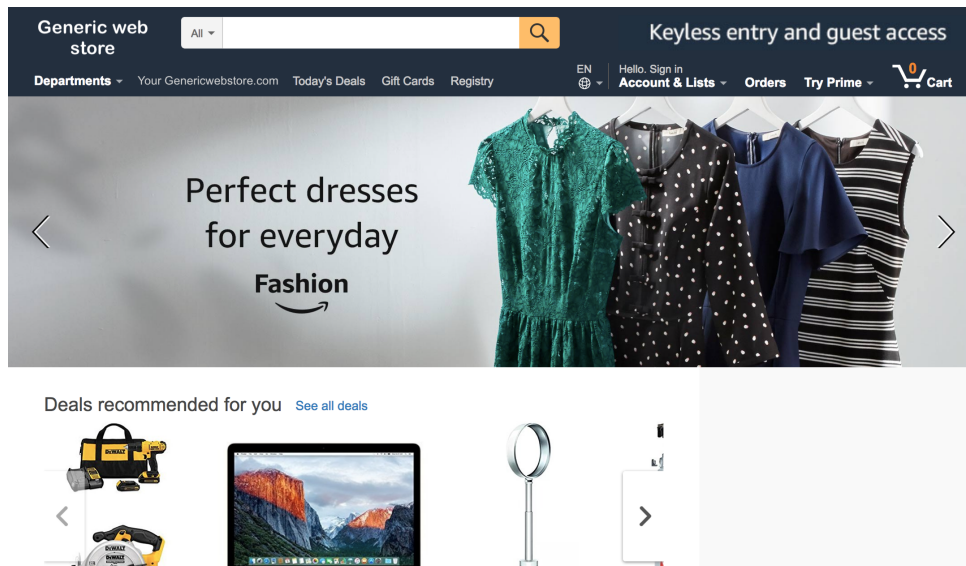 Generic web
store
All
Keyless entry and guest access
Departments
Your Genericwebstore.com
Today's Deals
Gift Cards
Registry
EN
Hello. Sign in
Account & Lists
Orders
Try Prime
0
Cart
Perfect dresses
for everyday
Fashion
Deals recommended for you
See all deals
DEWALT
DEWALT
DEWALT